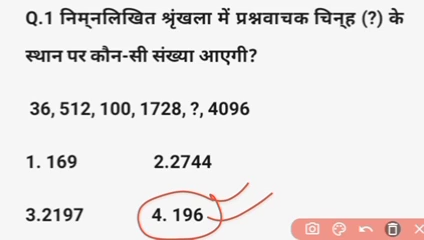 Q.1 निम्नलिखित श्रृंखला में प्रश्नवाचक चिन्ह (?) के
स्थान पर कौन-सी संख्या आएगी?
36, 512, 100, 1728, ?, 4096
1. 169 2.2744
3.2197 4. 196